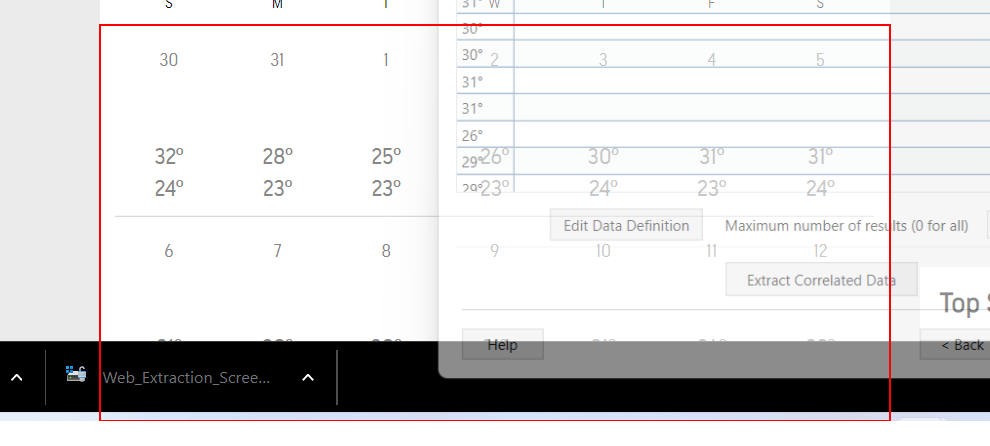 S M T W T F S
31°
30°
30 31 1 30° 2 3 4 5
31°
31°
26°
32° 28° 25° 29° 26° 30° 31° 31°
24° 23° 23° 29° 23° 24° 23° 24°
Edit Data Definition Maximum number of results (0 for all)
6 7 8 9 10 11 12
Extract Correlated Data
Top
Help < Back
Web_Extraction_Scree...